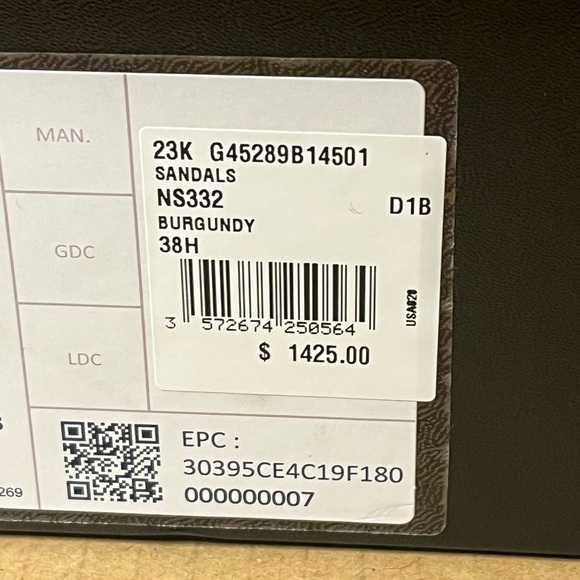 MAN.
23K G45289B14501
SANDALS
NS332
D1B
BURGUNDY
38H
GDC
3 572674 250564
USA020
$ 1425.00
LDC
EPC :
30395CE4C19F180
000000007
269